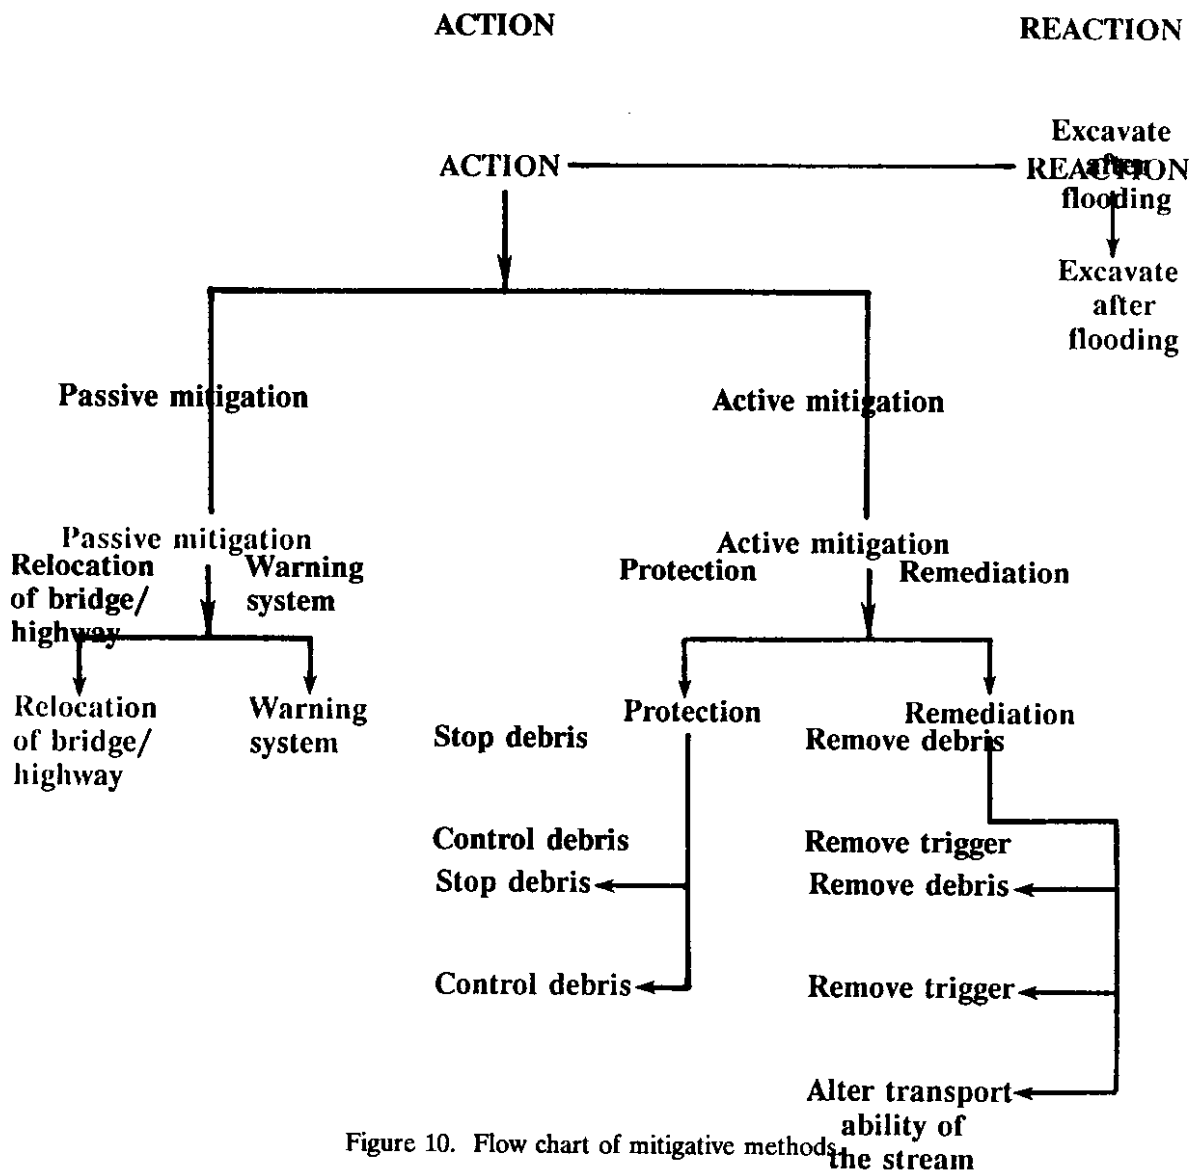 ACTION
REACTION
Excavate
after
flooding
ACTION
REACTION
Excavate
after
flooding
Passive mitigation
Active mitigation
Passive mitigation
Active mitigation
Relocation
of bridge/
highway
Warning
system
Protection
Remediation
Relocation
of bridge/
highway
Warning
system
Protection
Remediation
Stop debris
Remove debris
Control debris
Remove trigger
Stop debris
Remove debris
Control debris
Remove trigger
Alter transport
ability of
the stream
Figure 10. Flow chart of mitigative methods.